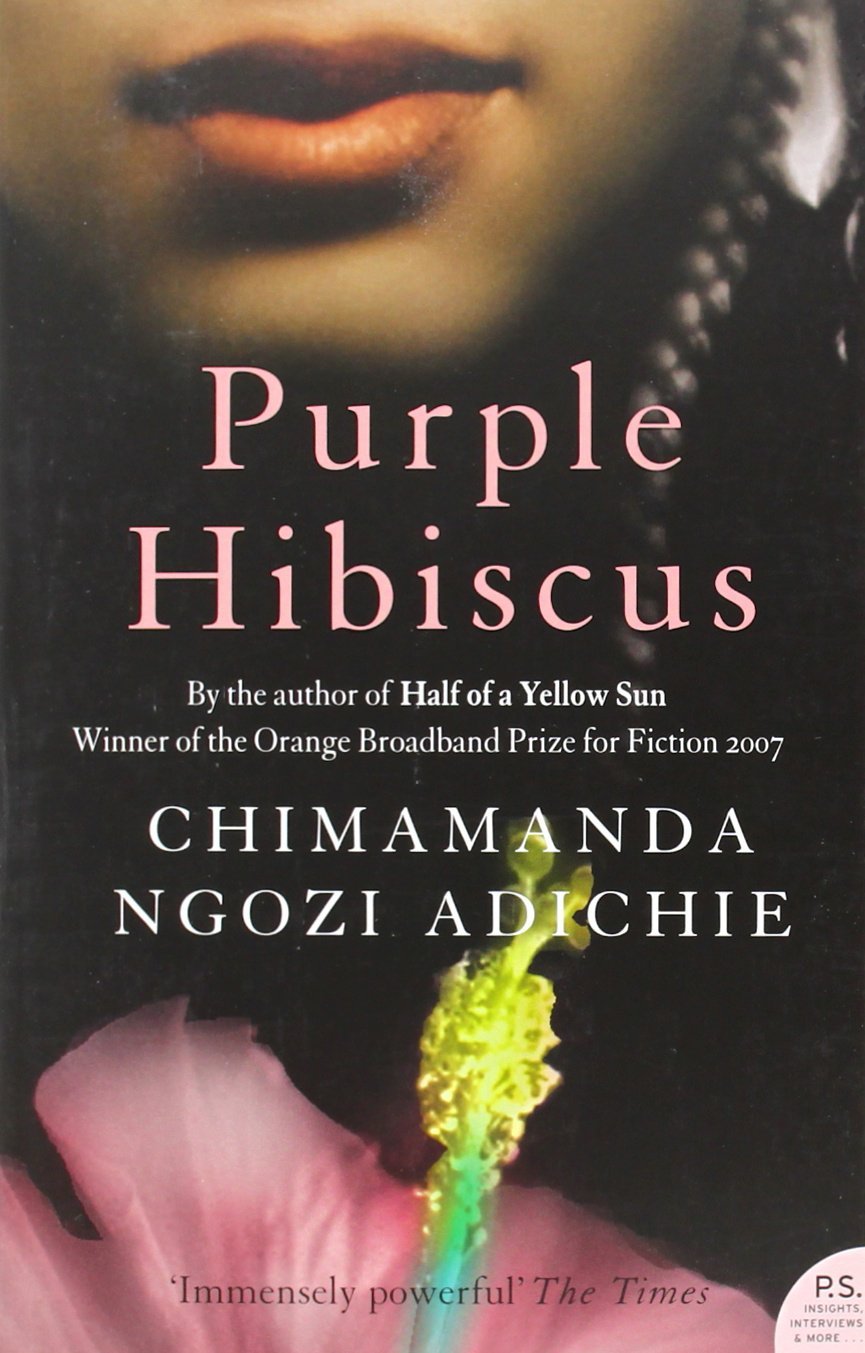 Purple
Hibiscus
By the author of Half of a Yellow Sun
Winner of the Orange Broadband Prize for Fiction 2007
CHIMAMANDA
NGOZI ADICHIE
'Immensely powerful' The Times
P.S.
INSIGHTS,
INTERVIEWS
& MORE . . .